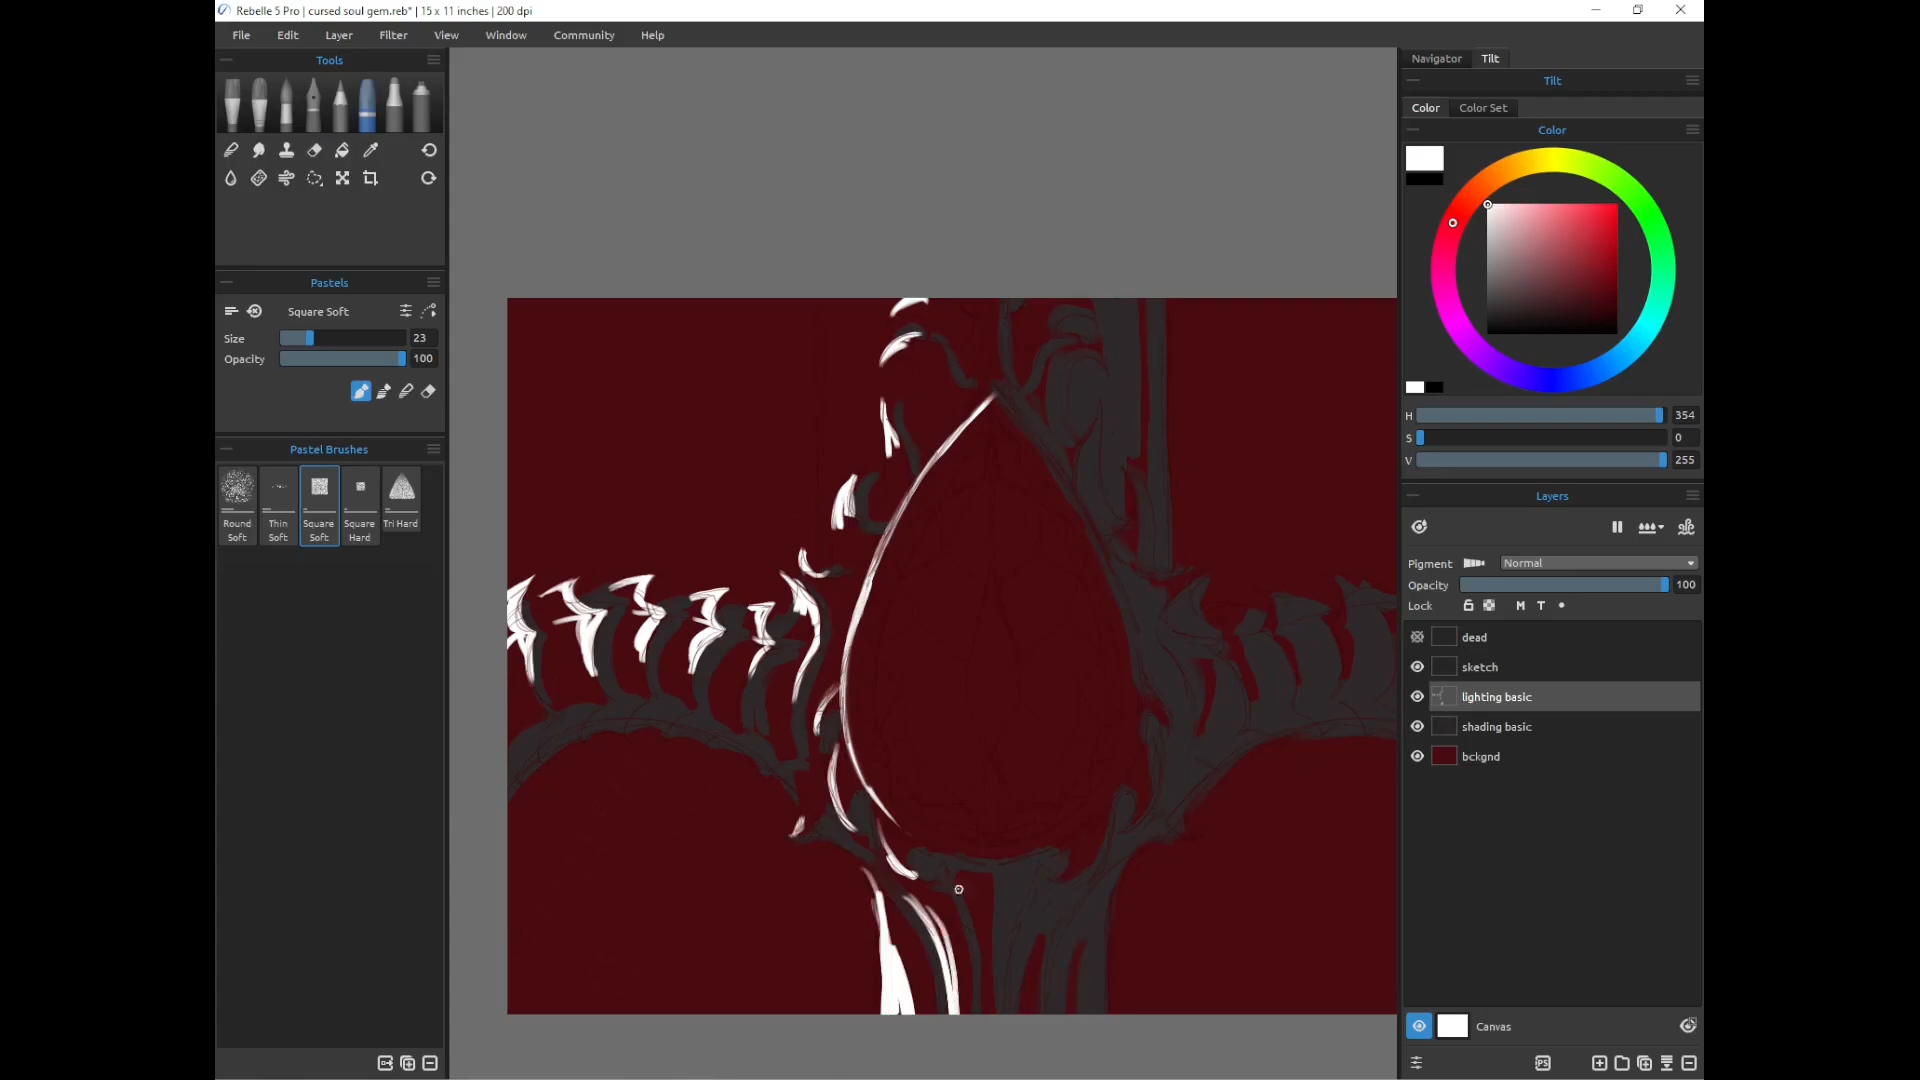 Rebelle 5 Pro | cursed soul gem.reb* | 15 x 11 inches | 200 dpi
File Edit Layer Filter View Window Community Help
Tools
Pastels
Square Soft
Size 23
Opacity 100
Pastel Brushes
Round Soft
Thin Soft
Square Soft
Square Hard
Tri Hard
Navigator Tilt
Tilt
Color Color Set
Color
H 354
S 0
V 255
Layers
Pigment Normal
Opacity 100
Lock M T
dead
sketch
lighting basic
shading basic
bckgnd
Canvas
PS